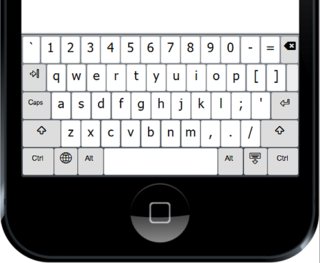 ` 1 2 3 4 5 6 7 8 9 0 - =
q w e r t y u i o p [ ]
Caps a s d f g h j k l ; '
z x c v b n m , . /
Ctrl Alt Alt Ctrl